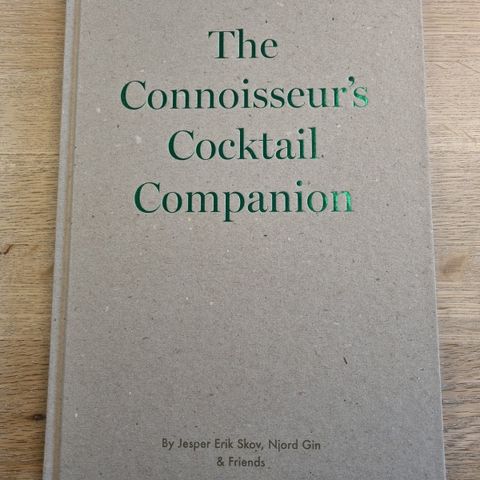 The
Connoisseur's
Cocktail
Companion
By Jesper Erik Skov, Njord Gin
& Friends